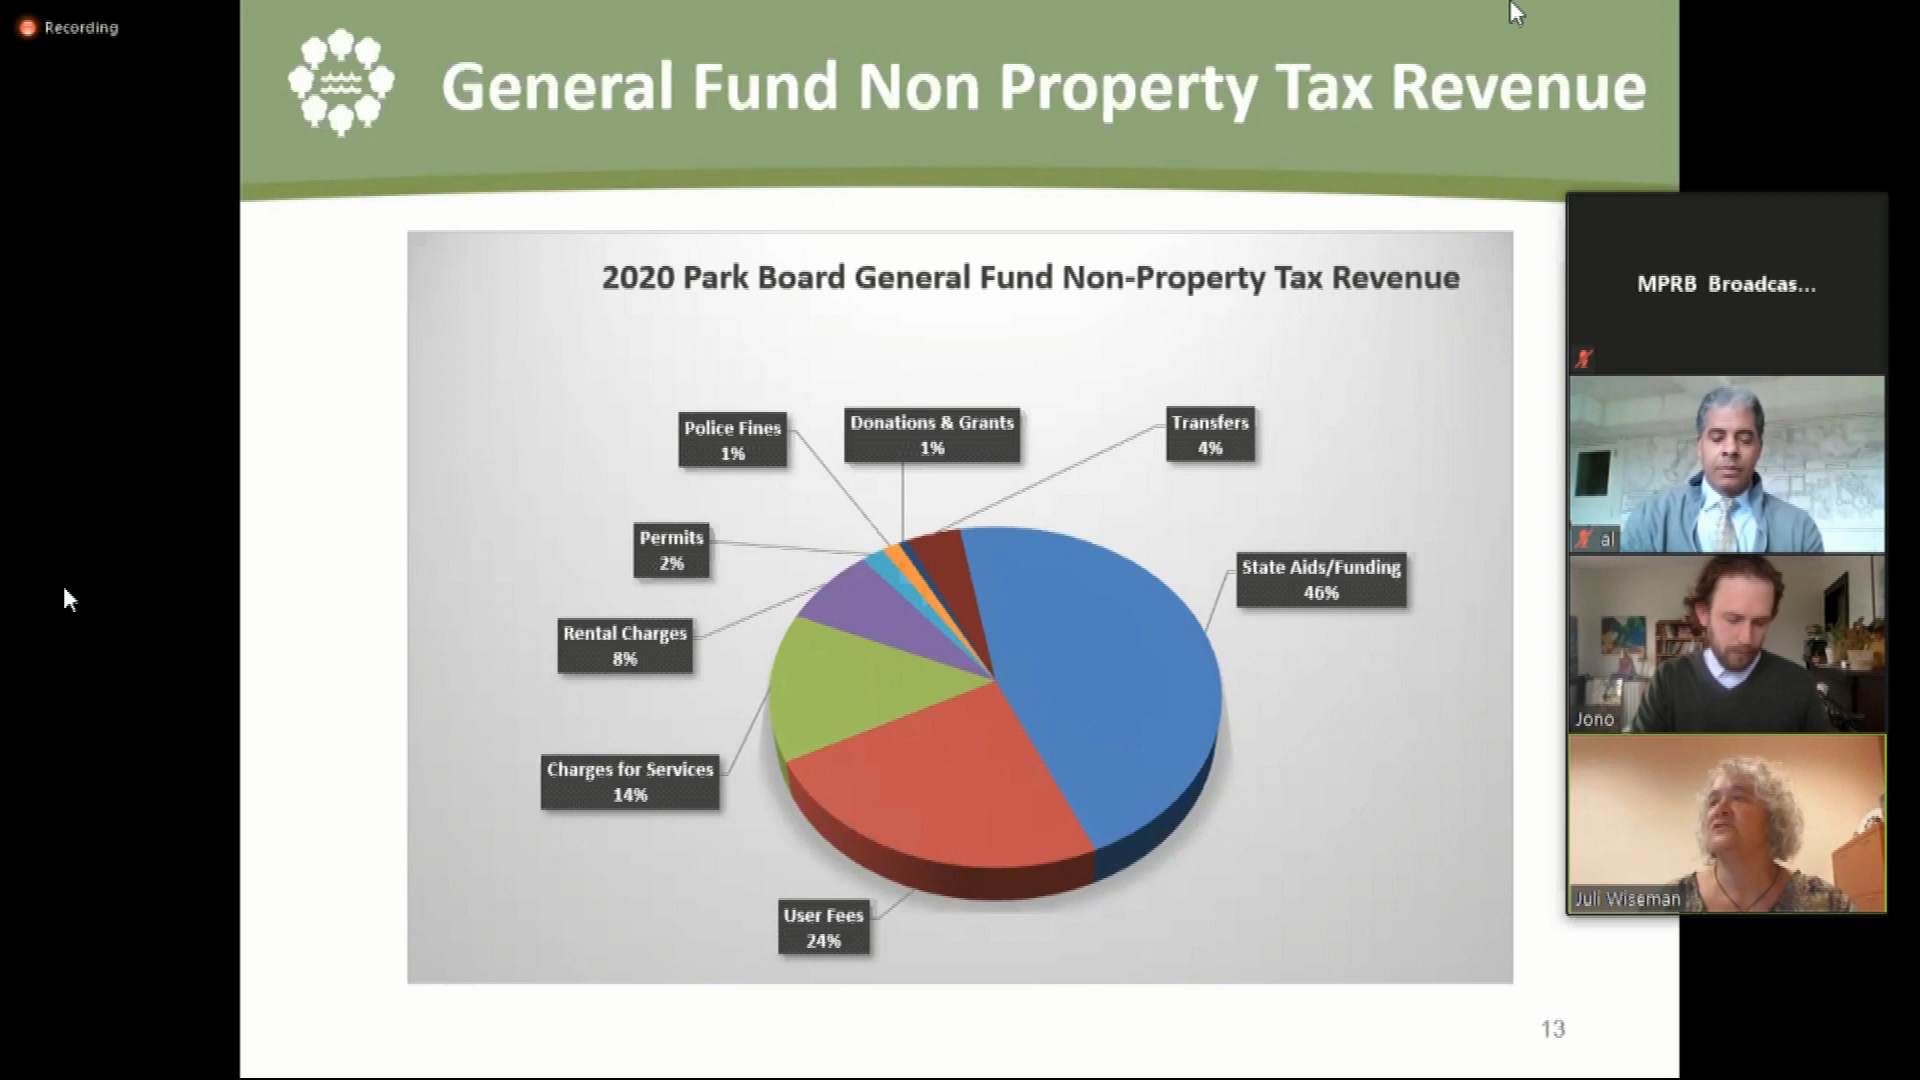 Recording
General Fund Non Property Tax Revenue
2020 Park Board General Fund Non-Property Tax Revenue
Police Fines
1%
Donations & Grants
1%
Transfers
4%
Permits
2%
State Aids/Funding
46%
Rental Charges
8%
Charges for Services
14%
User Fees
24%
13
MPRB Broadcas...
al
Jono
Juli Wiseman